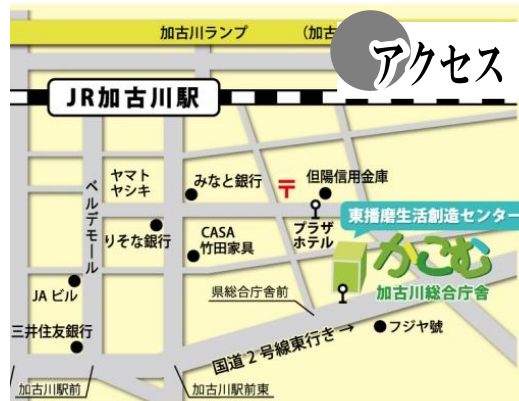 加古川ランプ
（加古
アクセス
JR加古川駅
ヤマト
ヤシキ
みなと銀行
〒
但陽信用金庫
ベルデモール
東播磨生活創造センター
プラザ
ホテル
りそな銀行
CASA
竹田家具
かこむ
加古川総合庁舎
県総合庁舎前
JA ビル
フジヤ號
三井住友銀行
国道2号線東行き→
加古川駅前
加古川駅前東